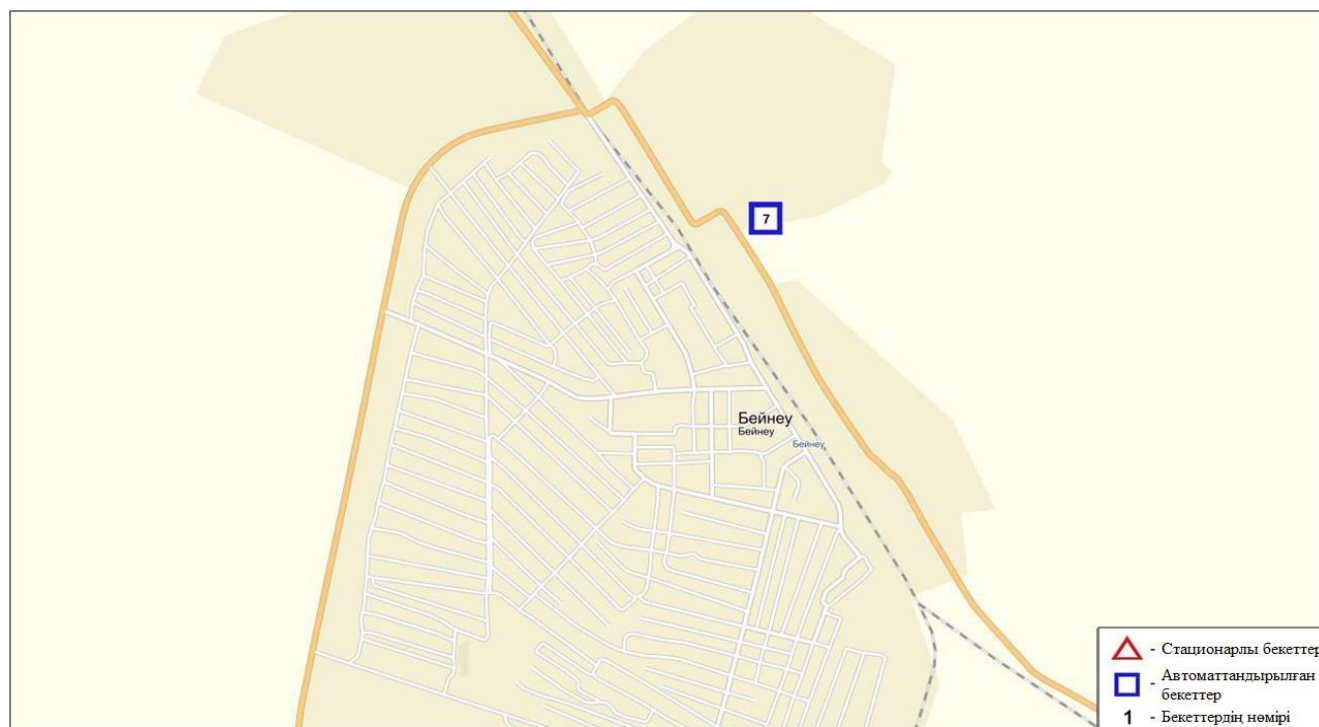 7
Бейнеу
Бейнеу
Бейнеу
- Стационарлы бекеттер
- Автоматтандырылған
бекеттер
1 - Бекеттердің нөмірі